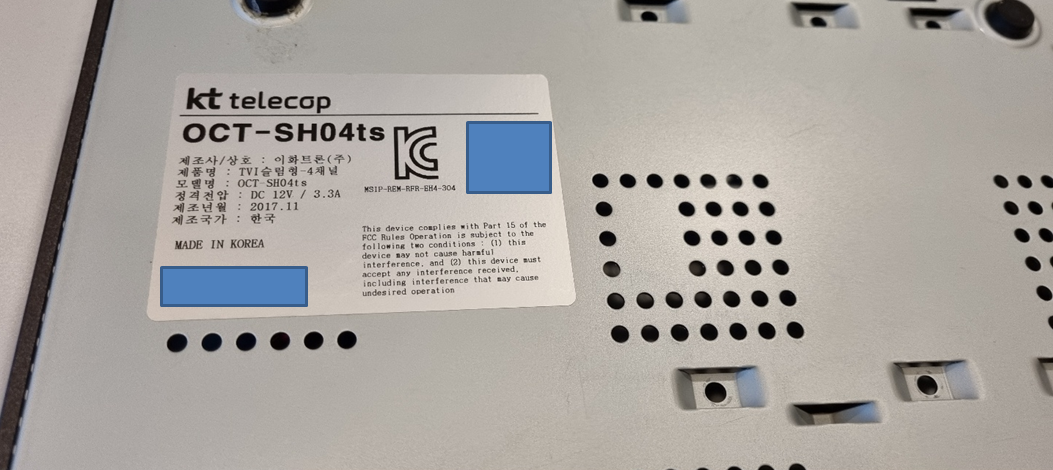 kt telecop
OCT-SH04ts
제조사/상호 : 이화트론(주)
제품명 : TVI슬림형-4채널
모델명 : OCT-SH04ts
정격전압 : DC 12V / 3.3A
제조년월 : 2017.11
제조국가 : 한국
MADE IN KOREA
MSIP-REM-RFR-EH4-304
This device complies with Part 15 of the
FCC Rules Operation is subject to the
following two conditions : (1) this
device may not cause harmful
interference, and (2) this device must
accept any interference received,
including interference that may cause
undesired operation